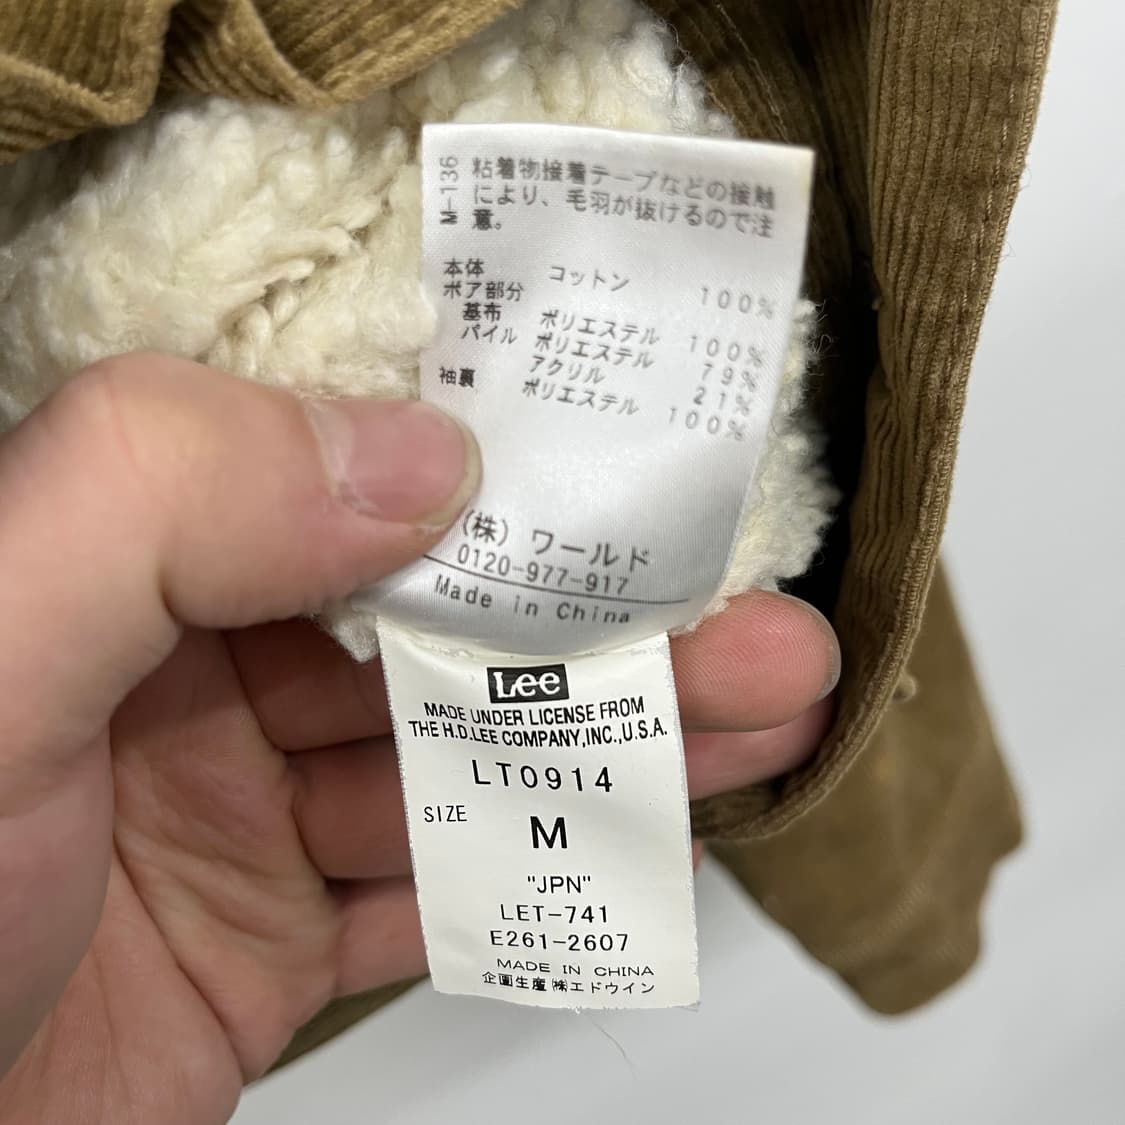 M-136
粘着物接着テープなどの接触
により、毛羽が抜けるので注
意。
本体 コットン 100%
ボア部分
基布 ポリエステル 100%
パイル ポリエステル 79%
アクリル 21%
袖裏 ポリエステル 100%
(株) ワールド
0120-977-917
Made in China
Lee
MADE UNDER LICENSE FROM
THE H.D.LEE COMPANY,INC.,U.S.A.
LT0914
SIZE M
"JPN"
LET-741
E261-2607
MADE IN CHINA
企画生産㈱エドウイン